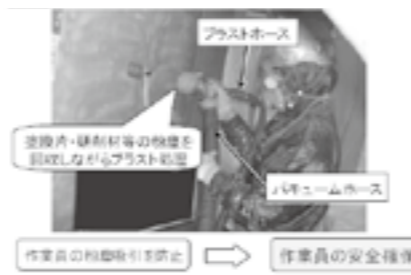 ブラストホース
塗膜片・研削材等の粉塵を
回収しながらブラスト処理
バキュームホース
作業員の粉塵吸引を防止
作業員の安全確保